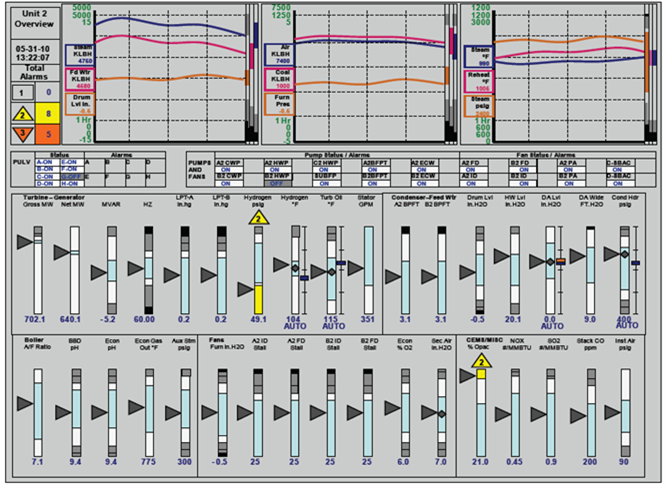 Unit 2
Overview
05-31-10
13:22:07
Total
Alarms
1 0
2 8
3 5
5000
5000
15
Steam
KLBH
4760
Fd Wtr
KLBH
4680
Drum
Lvl In.
-0.5
1 Hr
0
0
-15
7500
1250
5
Air
KLBH
7400
Coal
KLBH
1000
Furn
Pres
-0.5
1 Hr
0
0
-5
1200
1200
Steam
°F
Reheat
°F
1005
Steam
psig
1 Hr
600
600
0
Status Alarms
PULV A-ON E-ON A B C D
B-ON F-ON
C-ON G-OFF E F G H
D-ON H-ON
Pump Status / Alarms Fan Status / Alarms
PUMPS A2 CWP A2 HWP C2 HWP A2BFPT A2 ECW A2 FD B2 FD A2 PA C-SBAC
AND ON ON ON ON ON ON ON ON ON
FANS B2 CWP B2 HWP SUBFP B2BFPT B2 ECW A2 ID B2 ID B2 PA D-SBAC
ON OFF ON ON ON ON ON ON ON
Turbine - Generator
Gross MW Net MW MVAR HZ LPT-A In.hg LPT-B In.hg Hydrogen psig Hydrogen °F Turb Oil °F Stator GPM
2
702.1 640.1 -5.2 60.00 0.2 0.2 49.1 104 115 351
AUTO AUTO
Condenser-Feed Wtr
A2 BPFT B2 BPFT Drum Lvl In.H2O HW Lvl In.H2O DA Lvl In.H2O DA Wide FT.H2O Cond Hdr psig
3.1 3.1 -0.5 20.1 0.0 9.0 400
AUTO AUTO
Boiler
A/F Ratio BBD pH Econ pH Econ Gas Out °F Aux Stm psig
7.1 9.4 9.4 775 300
Fans
Furn In.H2O A2 ID Stall A2 FD Stall B2 ID Stall B2 FD Stall Econ % O2 Sec Air In.H2O
-0.5 25 25 25 25 6.0 7.0
CEMS/MISC
% Opac NOX #/MMBTU SO2 #/MMBTU Stack CO ppm Inst Air psig
2
21.0 0.45 0.9 200 90